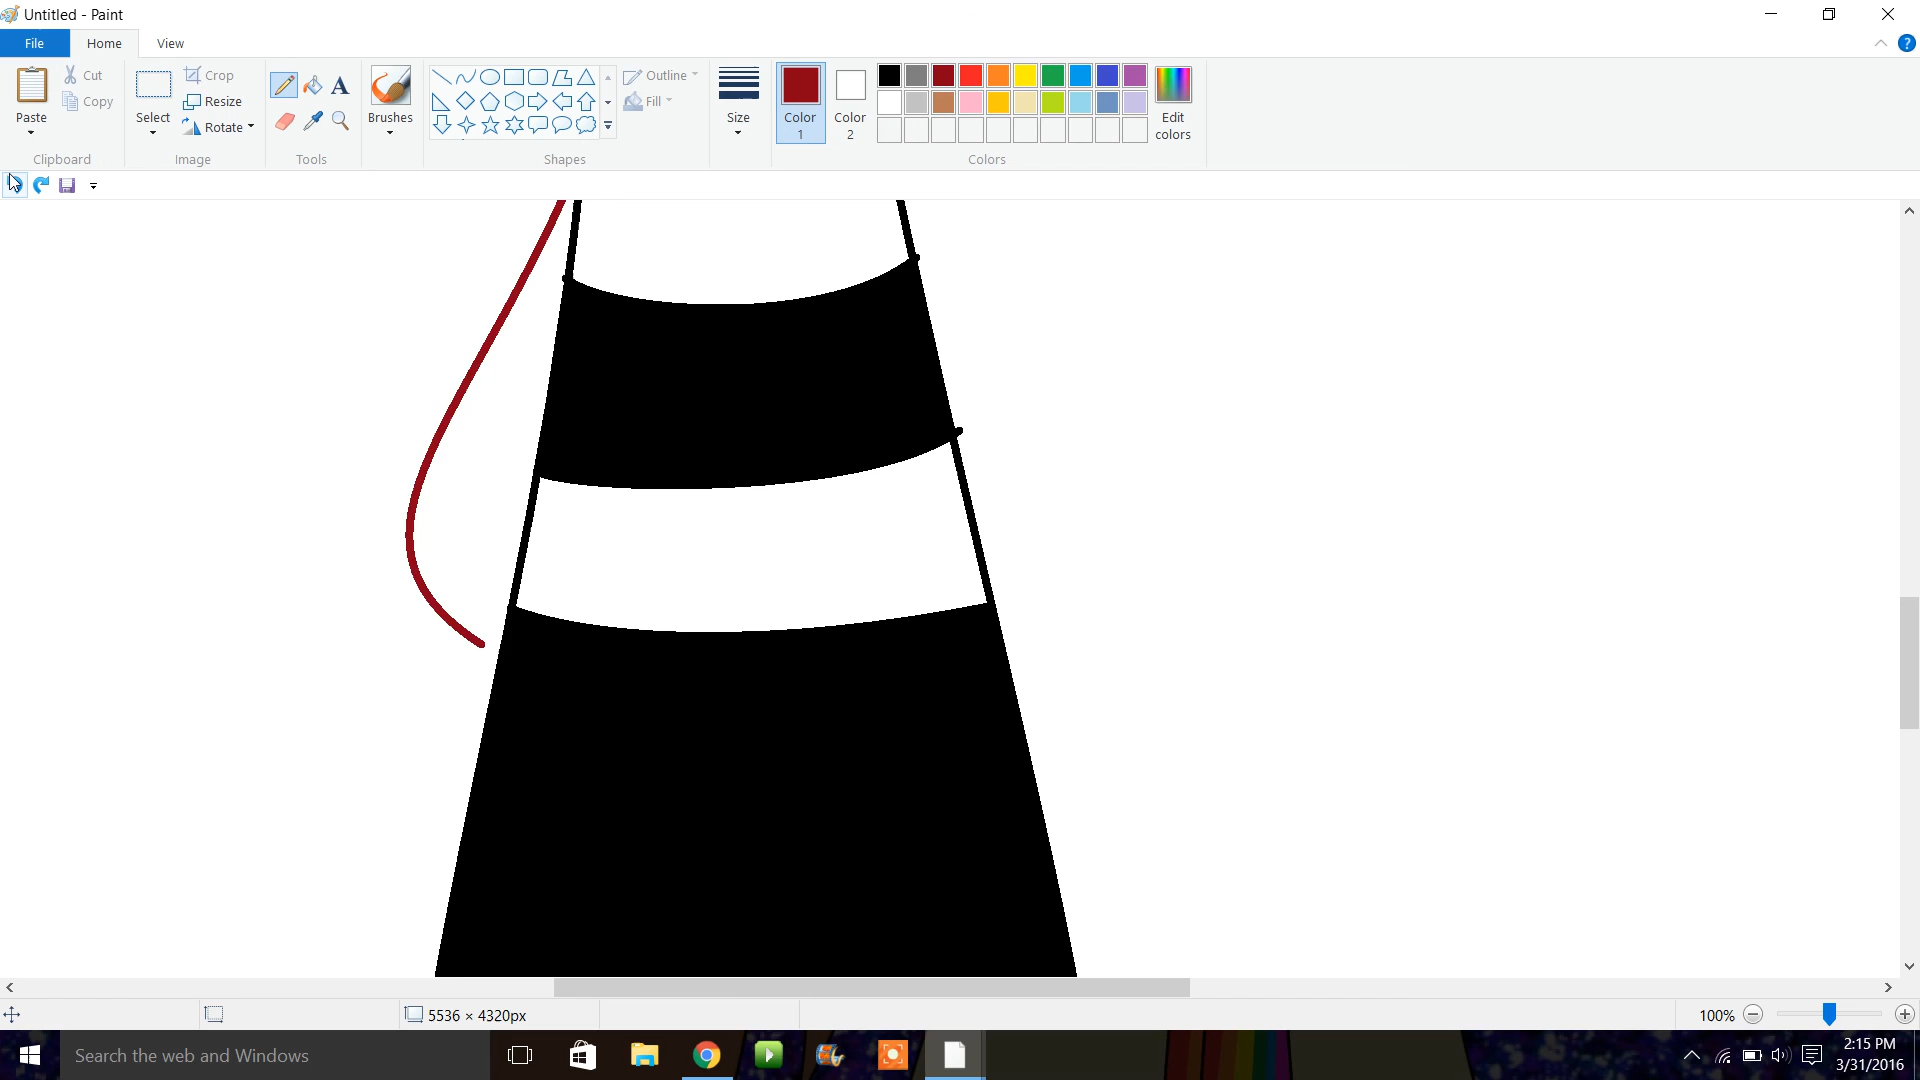 Untitled - Paint
File Home View
Paste Cut Copy
Select Crop Resize Rotate
A
Brushes
Outline Fill
Size
Color 1 Color 2
Edit colors
Clipboard Image Tools Shapes Colors
5536 × 4320px 100%
Search the web and Windows
2:15 PM
3/31/2016